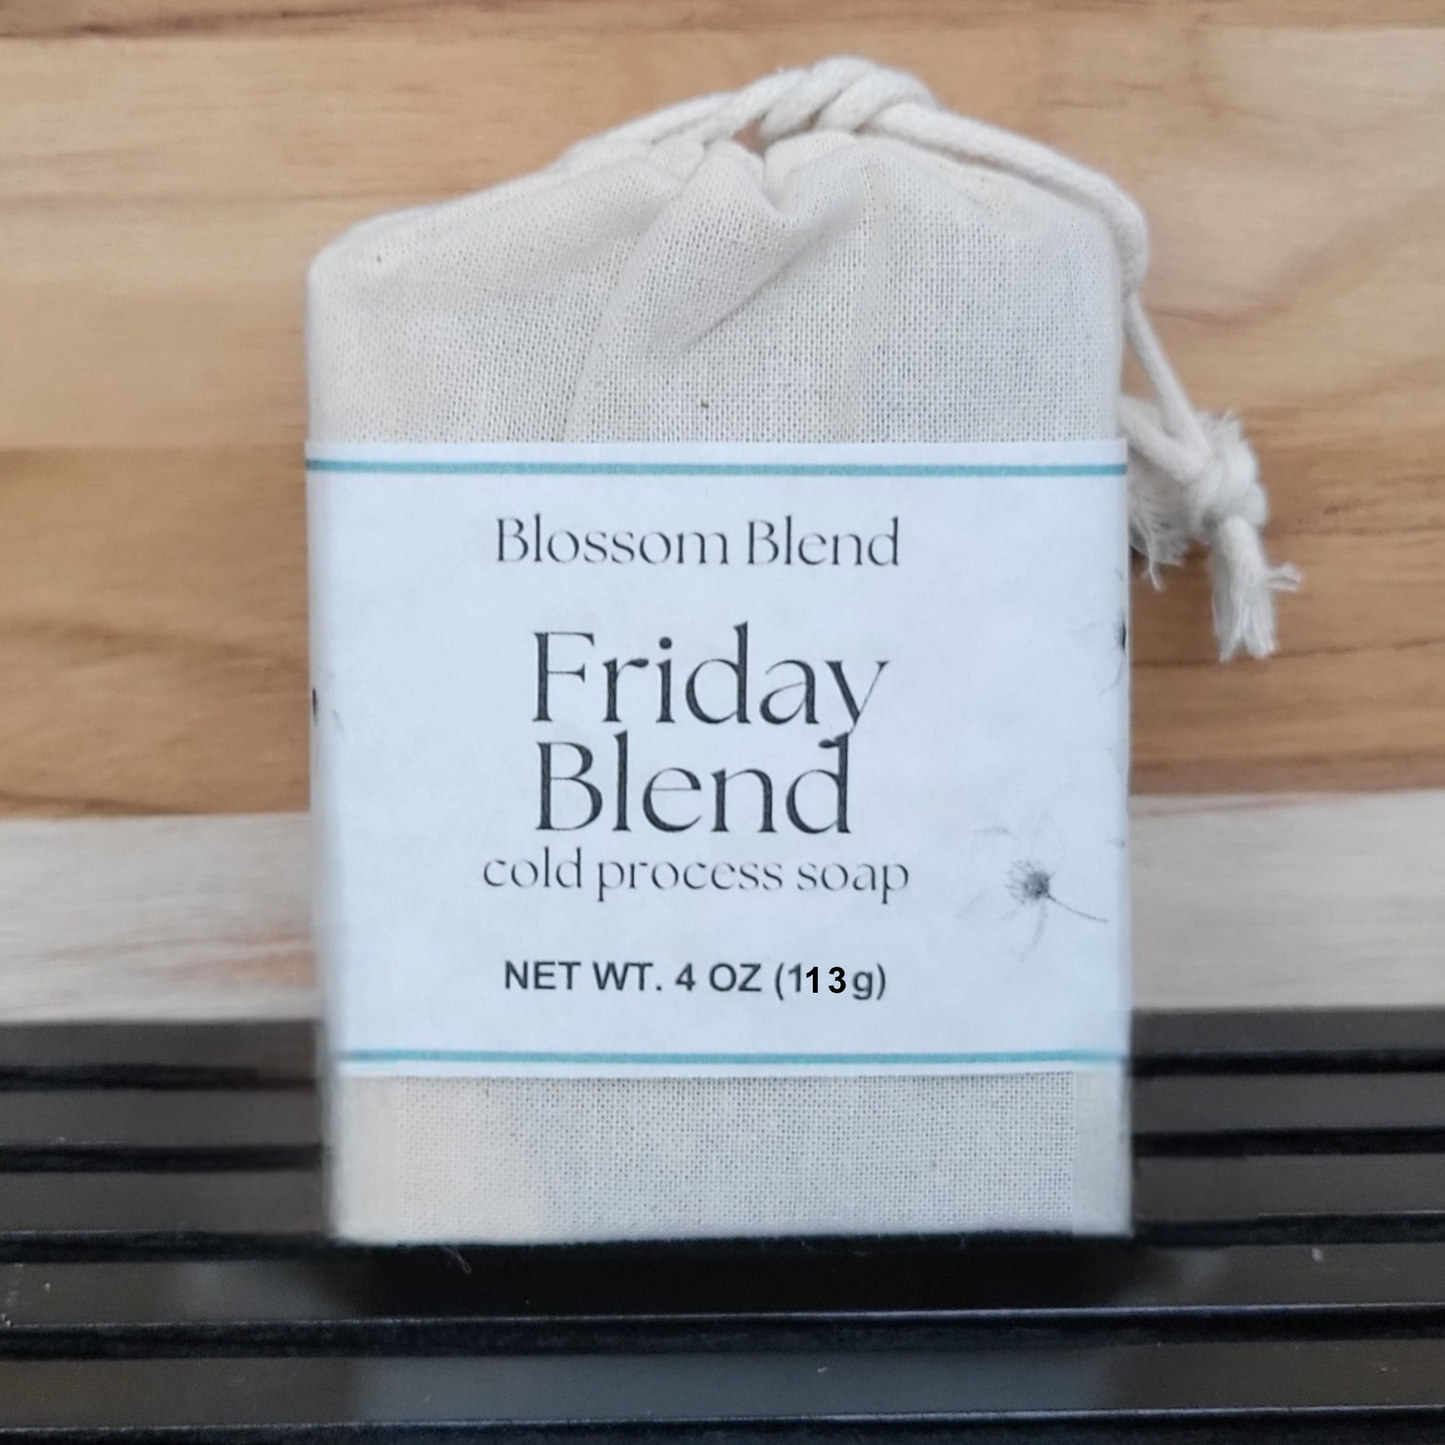 Blossom Blend
Friday
Blend
cold process soap
NET WT. 4 OZ (113g)